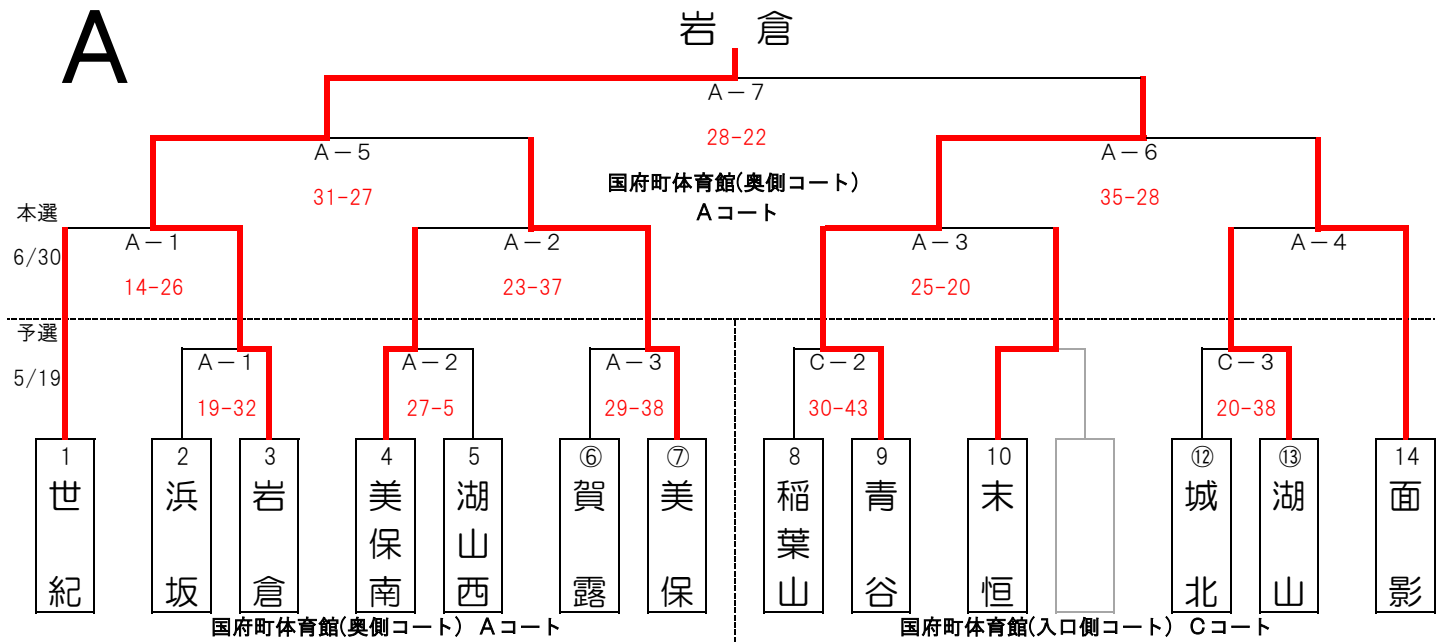 A
岩 倉
A－7
28-22
A－5
A－6
31-27
国府町体育館(奥側コート)
Aコート
35-28
本選
6/30
A－1
A－2
A－3
A－4
14-26
23-37
25-20
予選
5/19
A－1
A－2
A－3
C－2
C－3
19-32
27-5
29-38
30-43
20-38
1 世紀
2 浜坂
3 岩倉
4 美保南
5 湖山西
⑥ 賀露
⑦ 美保
8 稲葉山
9 青谷
10 末恒
⑫ 城北
⑬ 湖山
14 面影
国府町体育館(奥側コート) Aコート
国府町体育館(入口側コート) Cコート